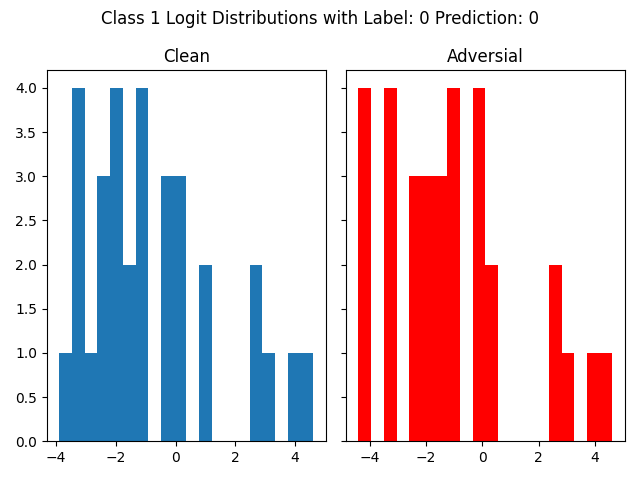 Class 1 Logit Distributions with Label: 0 Prediction: 0
Clean
Adversial
4.0
3.5
3.0
2.5
2.0
1.5
1.0
0.5
0.0
−4 −2 0 2 4
−4 −2 0 2 4